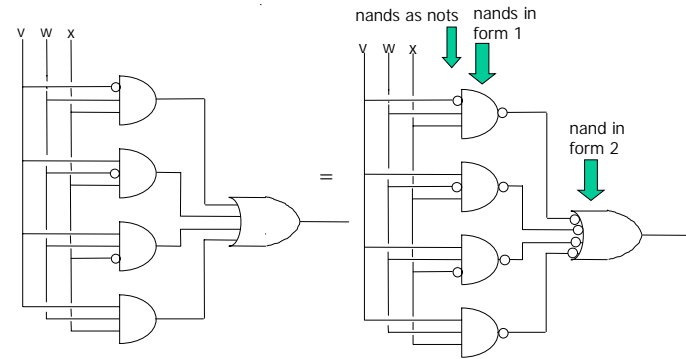 nands as nots
nands in
form 1
v w x
v w x
nand in
form 2
=